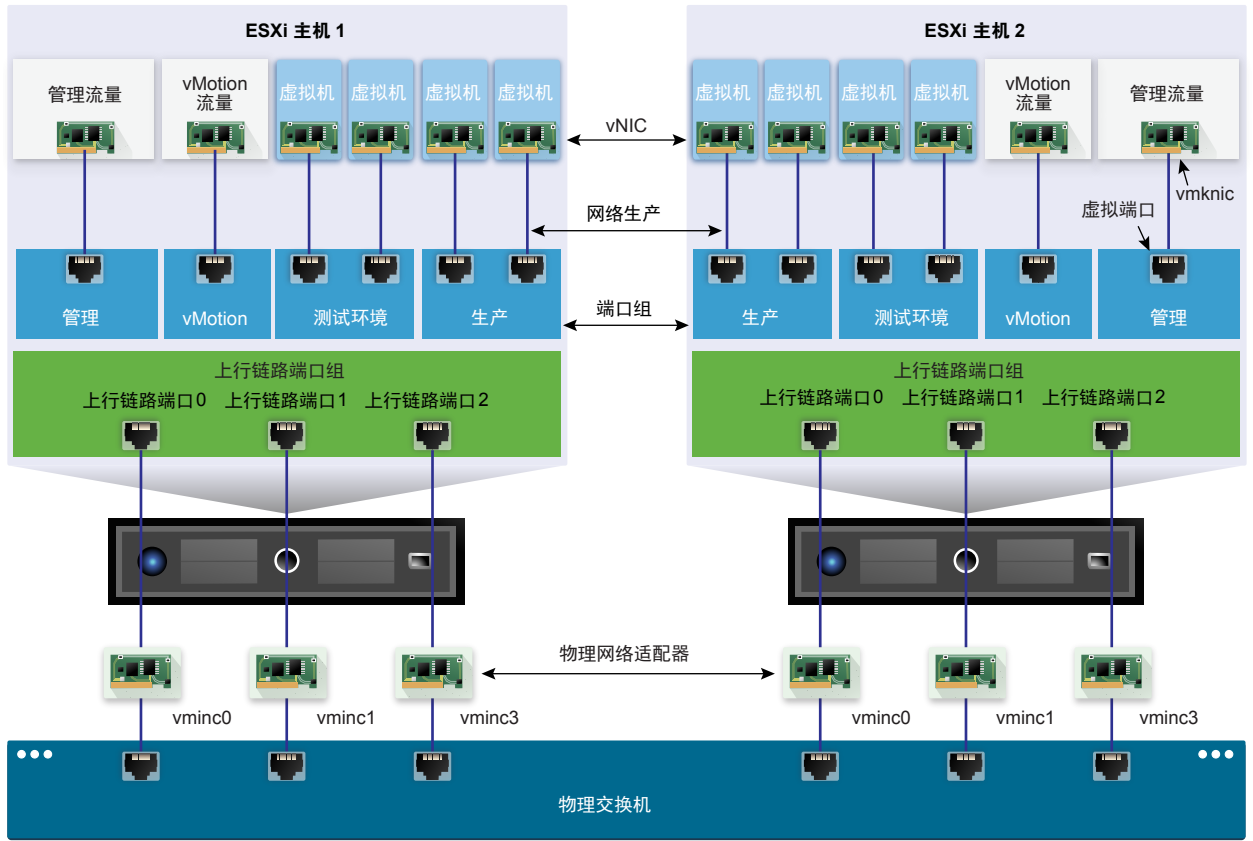 ESXi 主机 1
ESXi 主机 2
管理流量
vMotion
流量
虚拟机
虚拟机
虚拟机
虚拟机
vNIC
虚拟机
虚拟机
虚拟机
虚拟机
vMotion
流量
管理流量
vmknic
网络生产
虚拟端口
管理
vMotion
测试环境
生产
端口组
生产
测试环境
vMotion
管理
上行链路端口组
上行链路端口0
上行链路端口1
上行链路端口2
上行链路端口组
上行链路端口0
上行链路端口1
上行链路端口2
物理网络适配器
vminc0
vminc1
vminc3
vminc0
vminc1
vminc3
物理交换机